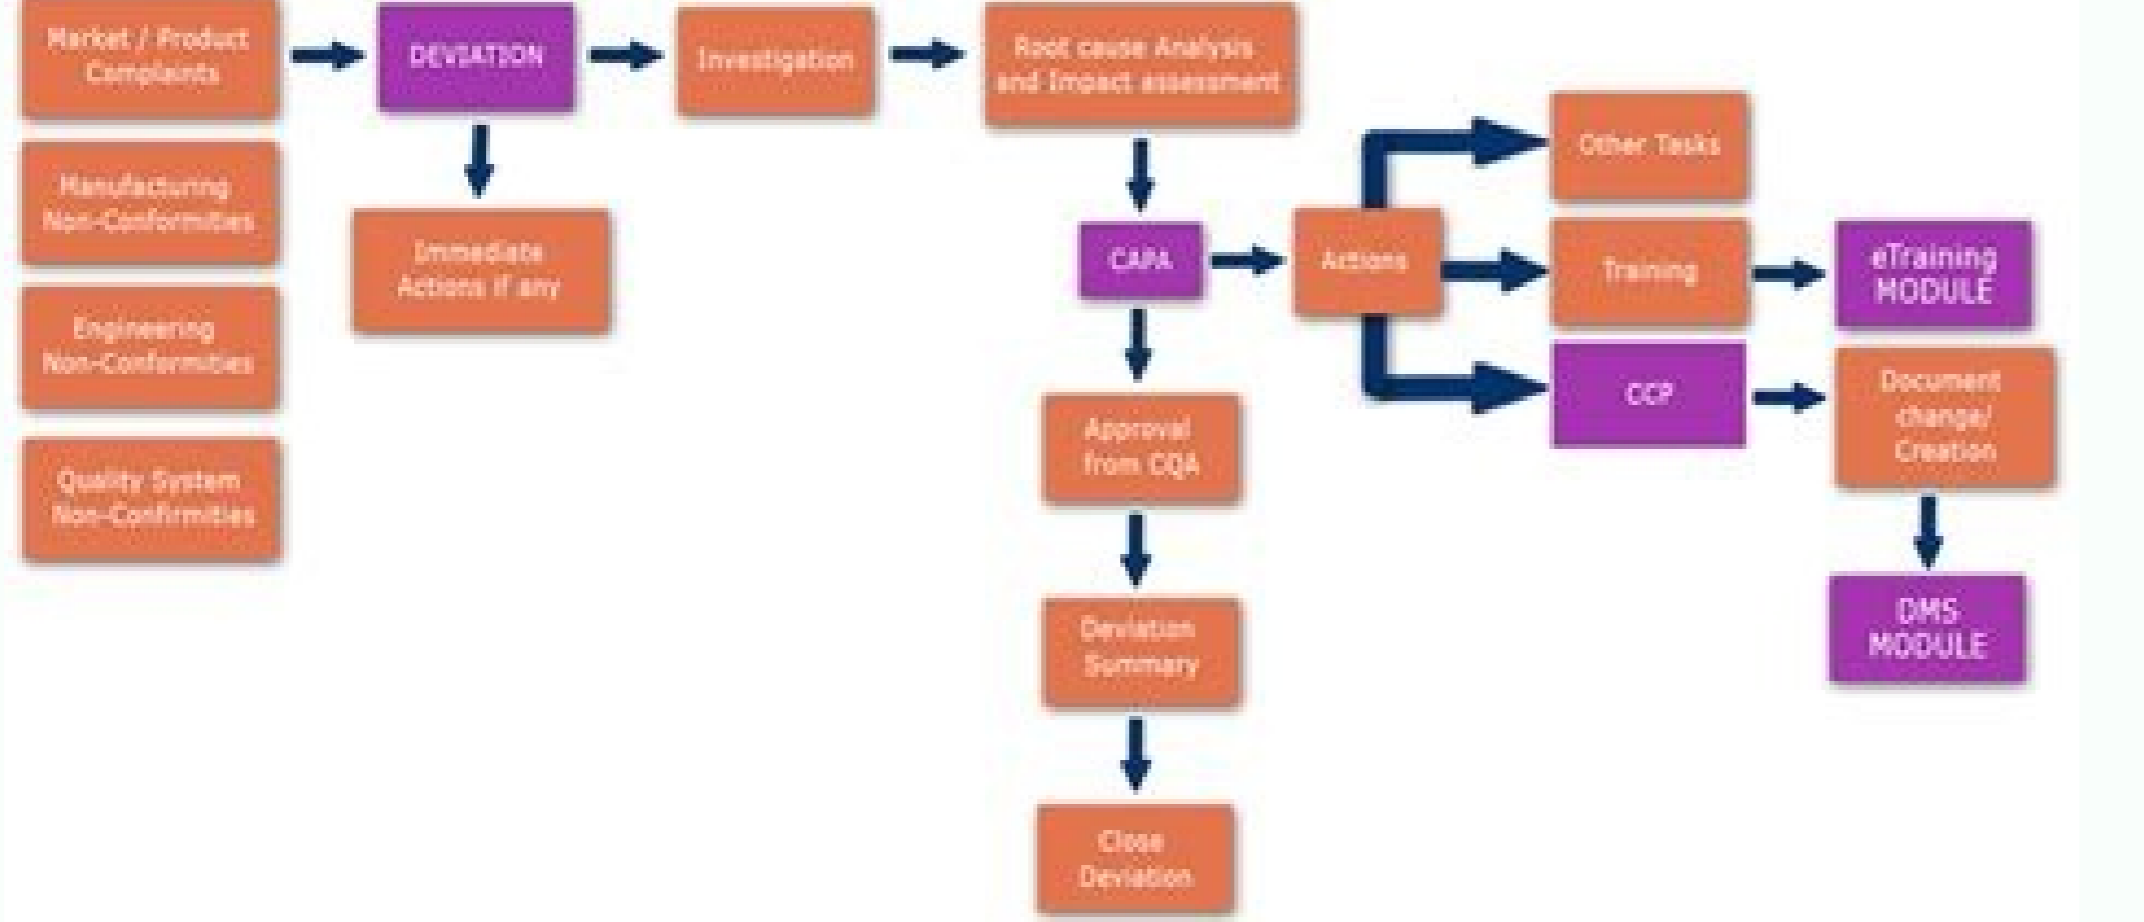 Market / Product
Complaints
DEVIATION
Investigation
Root cause Analysis
and Impact assessment
Manufacturing
Non-Conformities
Engineering
Non-Conformities
Quality System
Non-Confirmities
Immediate
Actions if any
CAPA
Actions
Other Tasks
Training
eTraining
MODULE
CCP
Document
change/
Creation
DMS
MODULE
Approval
from CQA
Deviation
Summary
Close
Deviation